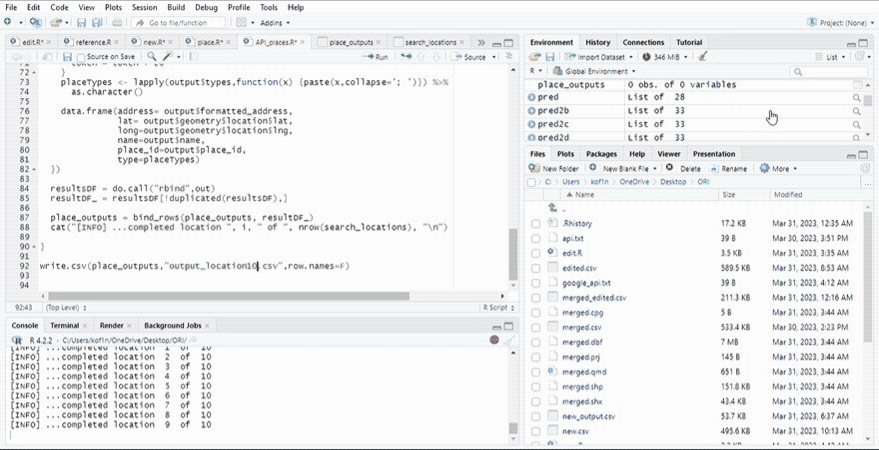 File Edit Code View Plots Session Build Debug Profile Tools Help
Go to file/function
Addins
Project: (None)
edit.R* reference.R new.R* place.R* API_places.R* place_outputs search_locations
Source on Save
Run
Source
72 }
73 placeTypes <- lapply(output$types,function(x) {paste(x,collapse='; ')}) %>%
74 as.character()
75
76 data.frame(address= output$formatted_address,
77 lat= output$geometry$location$lat,
78 long=output$geometry$location$lng,
79 name=output$name,
80 place_id=output$place_id,
81 type=placeTypes)
82 })
83
84 resultsDF = do.call("rbind",out)
85 resultDF_ = resultsDF[!duplicated(resultsDF),]
86
87 place_outputs = bind_rows(place_outputs, resultDF_)
88 cat("[INFO] ...completed location ", i, " of ", nrow(search_locations), "\n")
89
90 }
91
92 write.csv(place_outputs,"output_location10.csv",row.names=F)
93
94
92:43 (Top Level) R Script
Console Terminal Render Background Jobs
R 4.2.2 · C:/Users/kof1n/OneDrive/Desktop/ORI/
[INFO] ...completed location 1 of 10
[INFO] ...completed location 2 of 10
[INFO] ...completed location 3 of 10
[INFO] ...completed location 4 of 10
[INFO] ...completed location 5 of 10
[INFO] ...completed location 6 of 10
[INFO] ...completed location 7 of 10
[INFO] ...completed location 8 of 10
[INFO] ...completed location 9 of 10
Environment History Connections Tutorial
Import Dataset 346 MiB List
R Global Environment
place_outputs 0 obs. of 0 variables
pred List of 28
pred2b List of 33
pred2c List of 33
pred2d List of 33
Files Plots Packages Help Viewer Presentation
New Folder New Blank File Delete Rename More
C: Users kof1n OneDrive Desktop ORI
Name Size Modified
..
.Rhistory 17.2 KB Mar 31, 2023, 12:35 AM
api.txt 39 B Mar 30, 2023, 3:51 PM
edit.R 3.5 KB Mar 31, 2023, 3:35 AM
edited.csv 589.5 KB Mar 31, 2023, 8:53 AM
google_api.txt 39 B Mar 31, 2023, 4:12 AM
merged_edited.csv 211.3 KB Mar 31, 2023, 12:16 AM
merged.cpg 5 B Mar 31, 2023, 3:44 AM
merged.csv 533.4 KB Mar 30, 2023, 2:23 PM
merged.dbf 7 MB Mar 31, 2023, 3:44 AM
merged.prj 145 B Mar 31, 2023, 3:44 AM
merged.qmd 651 B Mar 31, 2023, 3:44 AM
merged.shp 151.8 KB Mar 31, 2023, 3:44 AM
merged.shx 43.4 KB Mar 31, 2023, 3:44 AM
new_output.csv 53.7 KB Mar 31, 2023, 6:37 AM
new.csv 495.6 KB Mar 31, 2023, 10:13 AM